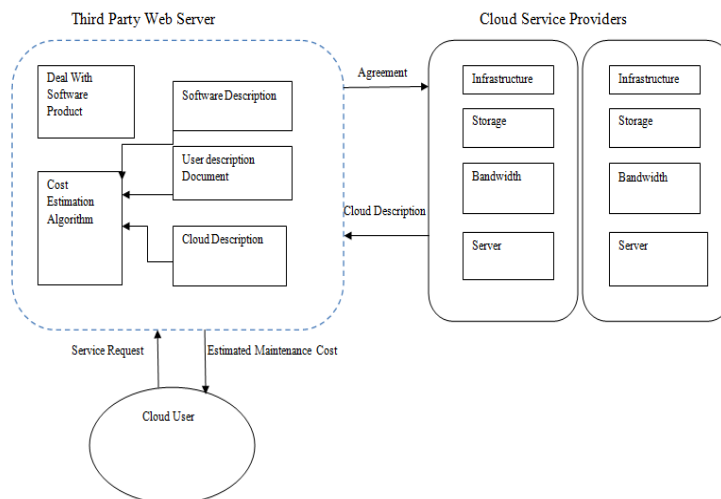 Third Party Web Server
Cloud Service Providers
Deal With
Software
Product
Software Description
User description
Document
Cost
Estimation
Algorithm
Cloud Description
Agreement
Cloud Description
Infrastructure
Storage
Bandwidth
Server
Infrastructure
Storage
Bandwidth
Server
Service Request
Estimated Maintenance Cost
Cloud User